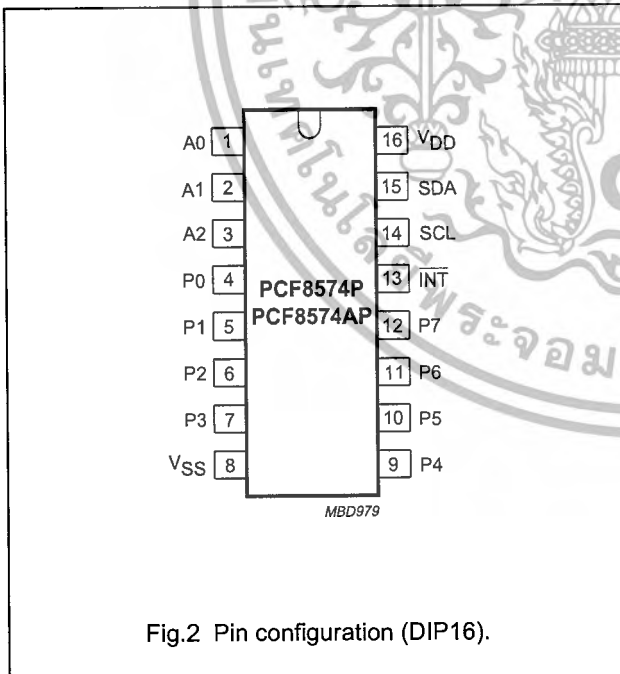 A0 1 16 VDD
A1 2 15 SDA
A2 3 14 SCL
P0 4 13 INT
PCF8574P
PCF8574AP
P1 5 12 P7
P2 6 11 P6
P3 7 10 P5
VSS 8 9 P4
MBD979
Fig.2 Pin configuration (DIP16).